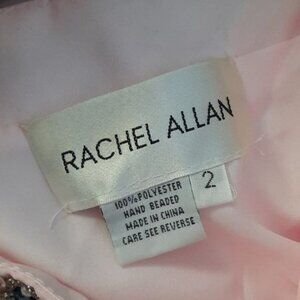 RACHEL ALLAN
2
100% POLYESTER
HAND BEADED
MADE IN CHINA
CARE SEE REVERSE